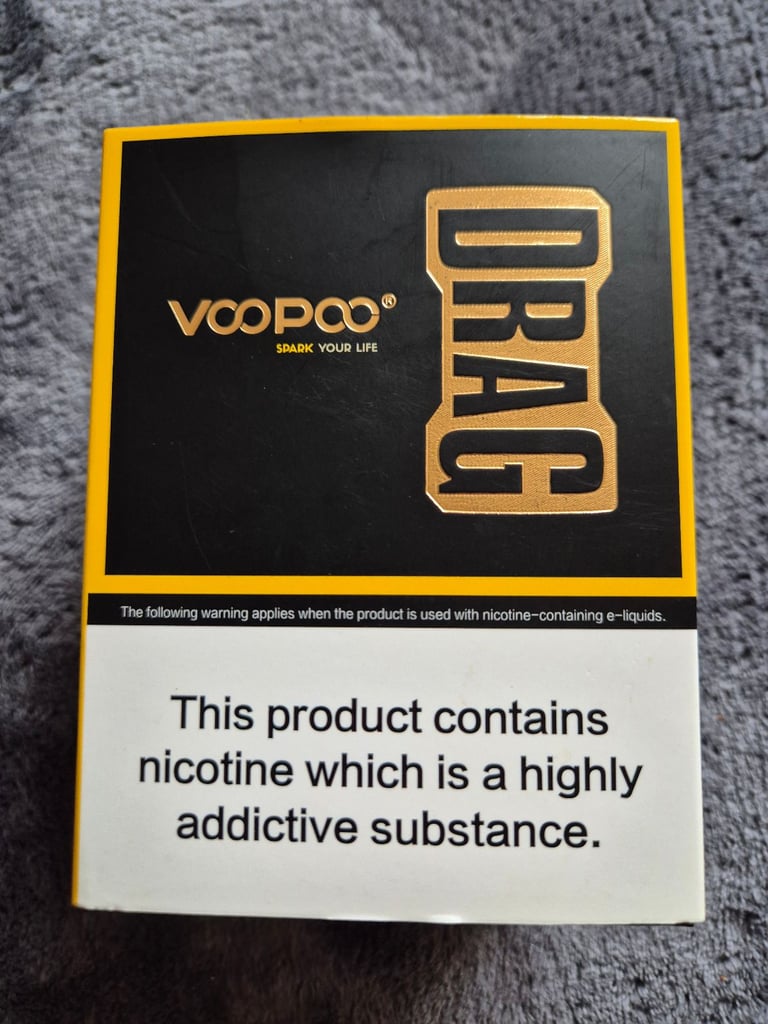 VOOPOO®
SPARK YOUR LIFE
DRAG
The following warning applies when the product is used with nicotine-containing e-liquids.
This product contains
nicotine which is a highly
addictive substance.